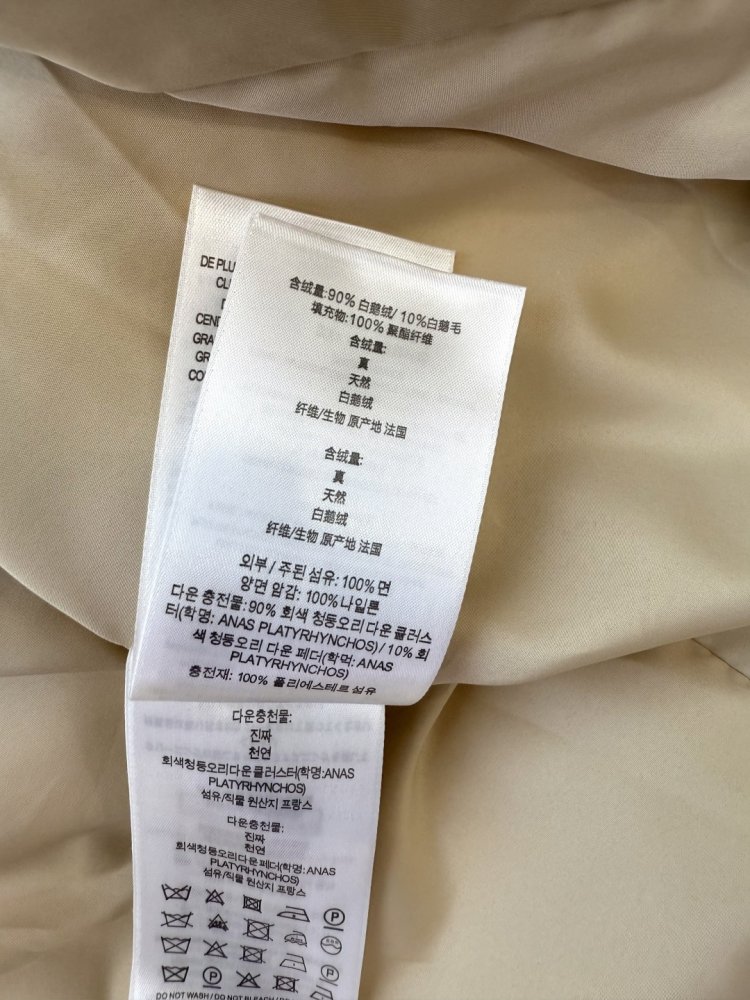 DE PLU
CL
CEND
GRA
GR
CO
含绒量:90% 白鹅绒/ 10%白鹅毛
填充物:100% 聚酯纤维
含绒量:
真
天然
白鹅绒
纤维/生物 原产地 法国
含绒量:
真
天然
白鹅绒
纤维/生物 原产地 法国
외부 / 주된 섬유: 100% 면
양면 암감: 100% 나일론
다운 충전물: 90% 회색 청둥오리 다운 클러스
터(학명: ANAS PLATYRHYNCHOS) / 10% 회
색 청둥오리 다운 페더(학먹: ANAS
PLATYRHYNCHOS)
충전재: 100% 폴리에스테르 섬유
다운충천물:
진짜
천연
회색청둥오리다운 클러스터(학명:ANAS
PLATYRHYNCHOS)
섬유/직물 원산지 프랑스
다운충천물:
진짜
천연
회색청둥오리다운 페더(학명: ANAS
PLATYRHYNCHOS)
섬유/직물 원산지 프랑스
P
P
P
DO NOT WASH / DO NOT BLEACH / DO NOT